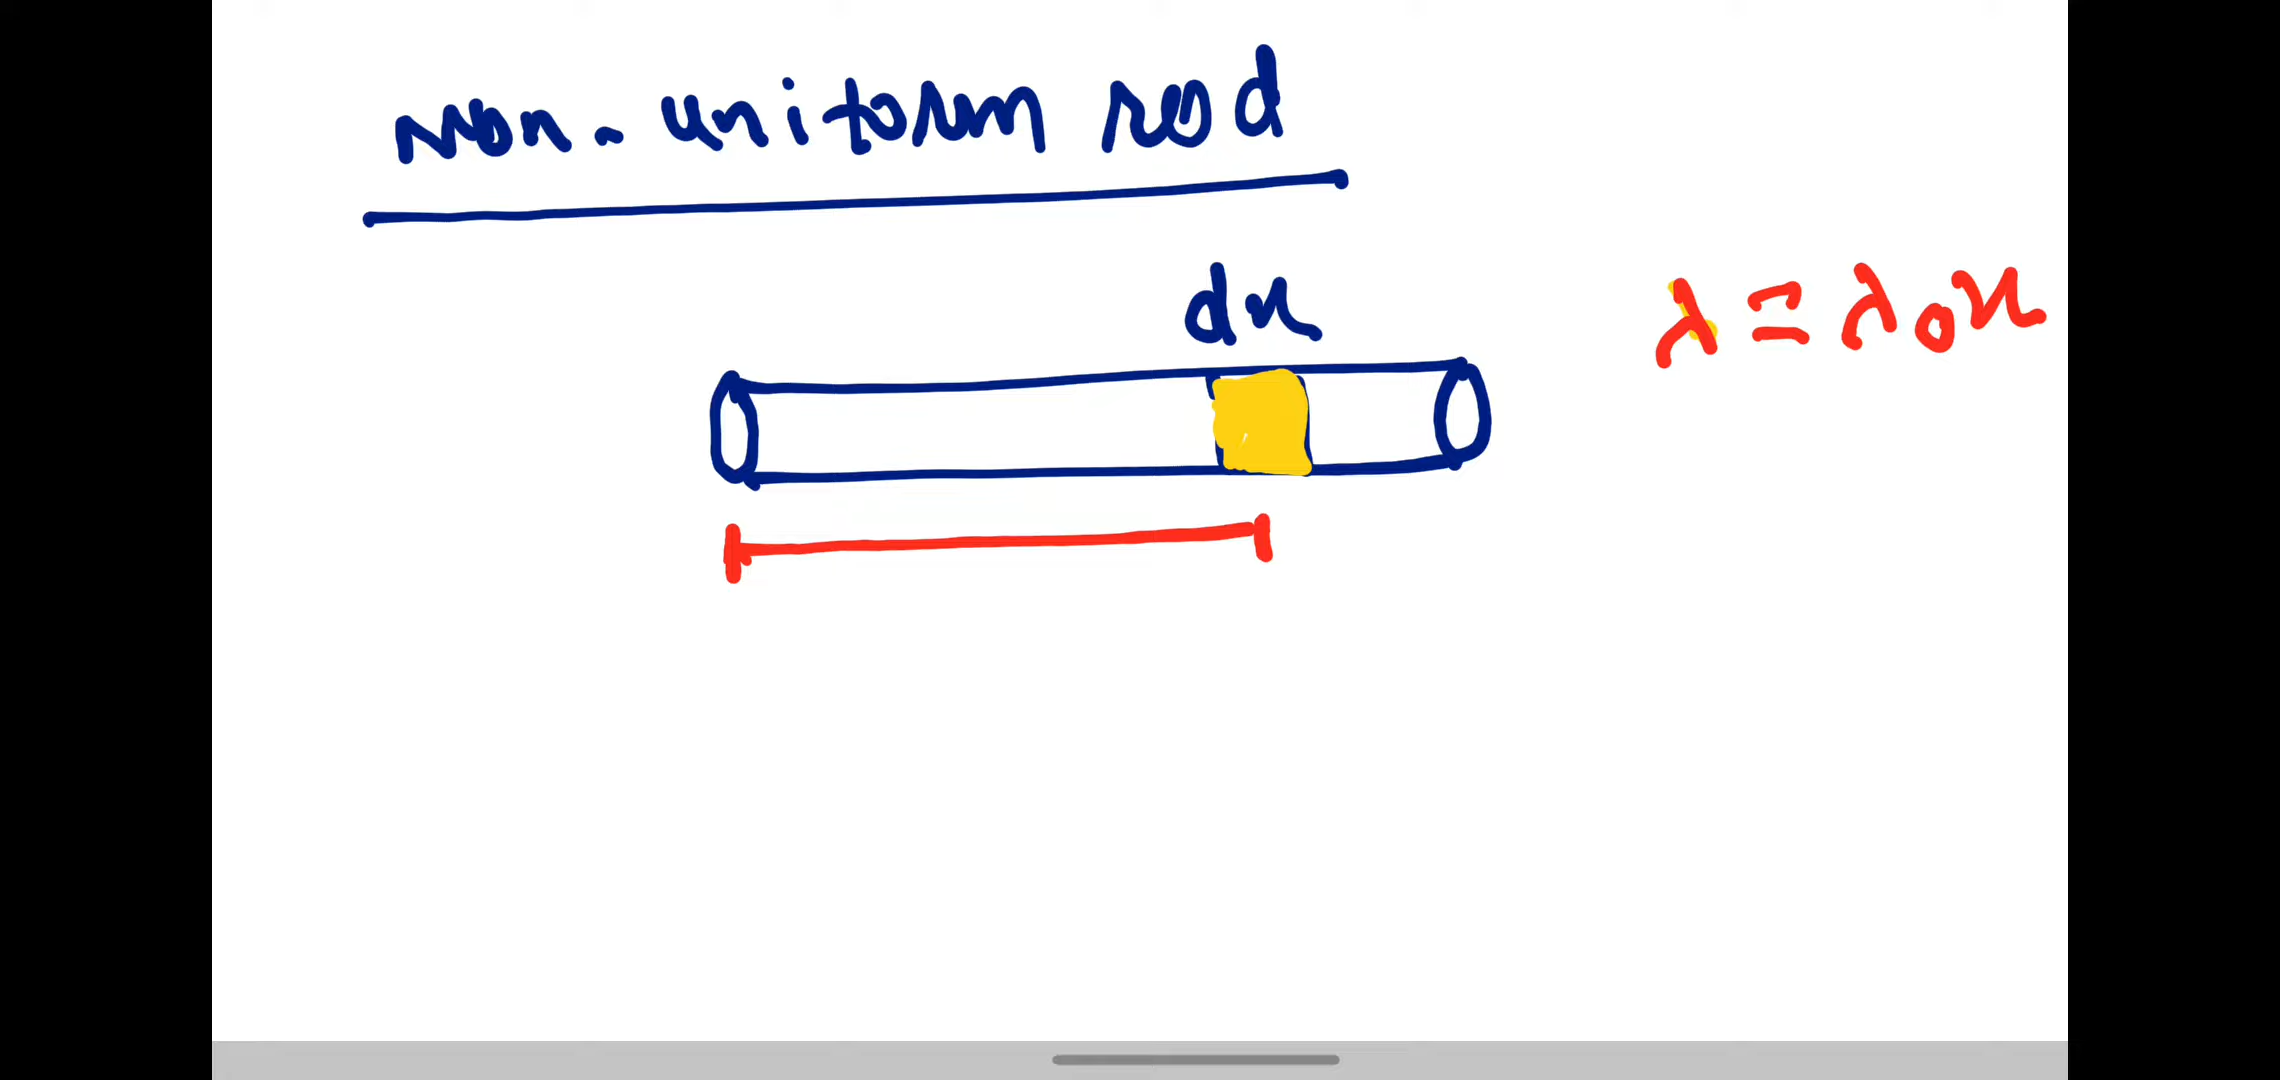 Non-uniform rod
dx
λ = λ₀x